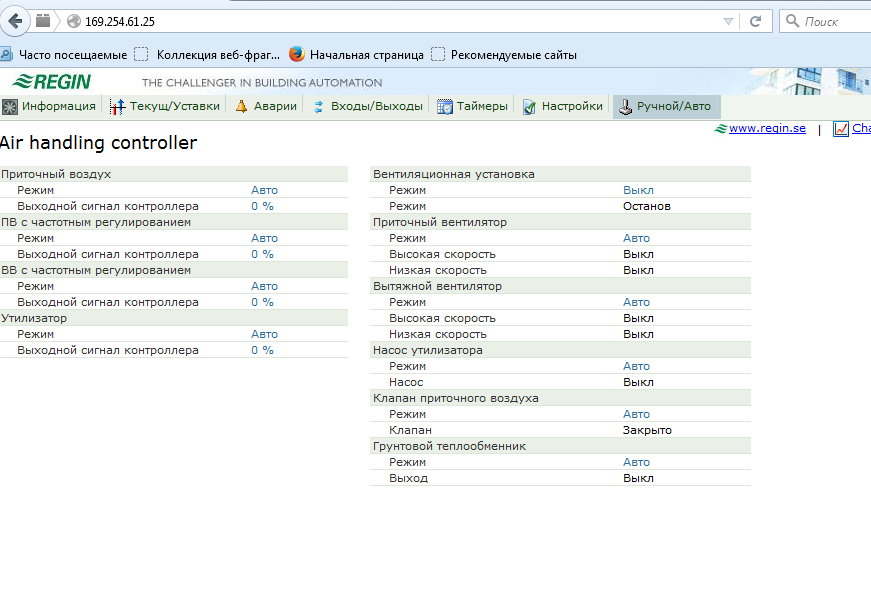 169.254.61.25
Поиск
Часто посещаемые Коллекция веб-фраг... Начальная страница Рекомендуемые сайты
REGIN THE CHALLENGER IN BUILDING AUTOMATION
Информация Текущ/Уставки Аварии Входы/Выходы Таймеры Настройки Ручной/Авто
www.regin.se | Cha
Air handling controller
Приточный воздух
Режим Авто
Выходной сигнал контроллера 0 %
ПВ с частотным регулированием
Режим Авто
Выходной сигнал контроллера 0 %
ВВ с частотным регулированием
Режим Авто
Выходной сигнал контроллера 0 %
Утилизатор
Режим Авто
Выходной сигнал контроллера 0 %
Вентиляционная установка
Режим Выкл
Режим Останов
Приточный вентилятор
Режим Авто
Высокая скорость Выкл
Низкая скорость Выкл
Вытяжной вентилятор
Режим Авто
Высокая скорость Выкл
Низкая скорость Выкл
Насос утилизатора
Режим Авто
Насос Выкл
Клапан приточного воздуха
Режим Авто
Клапан Закрыто
Грунтовой теплообменник
Режим Авто
Выход Выкл